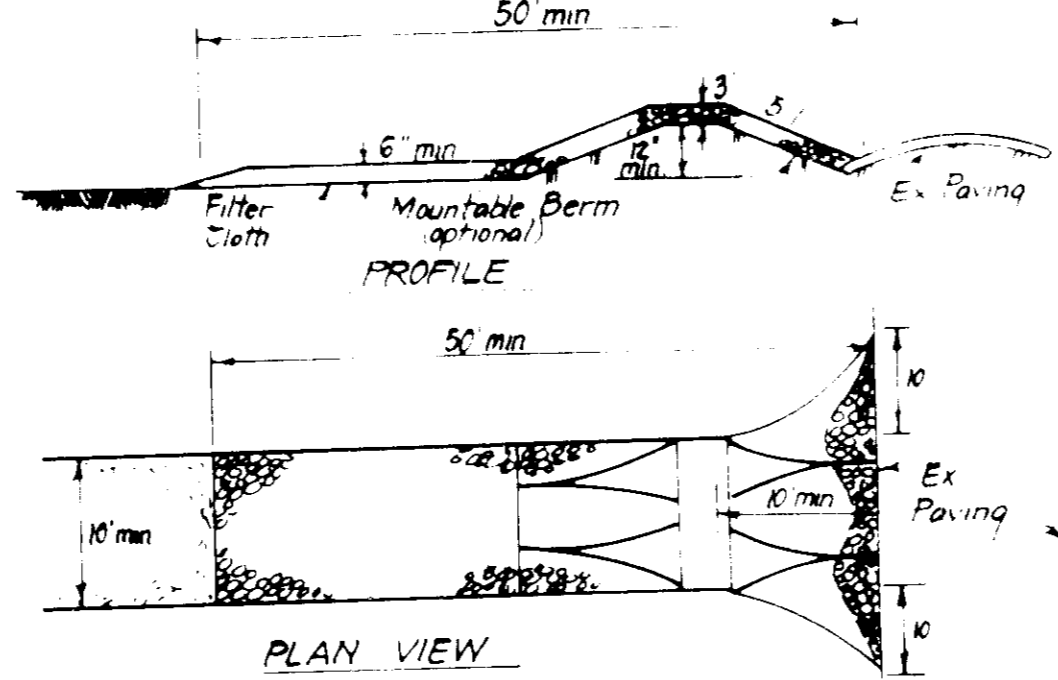 50' min
3
5
6" min
12"
min
Ex Paving
Filter
Cloth
Mountable Berm
(optional)
PROFILE
50' min
10
10' min
10' min
Ex
Paving
10
PLAN VIEW